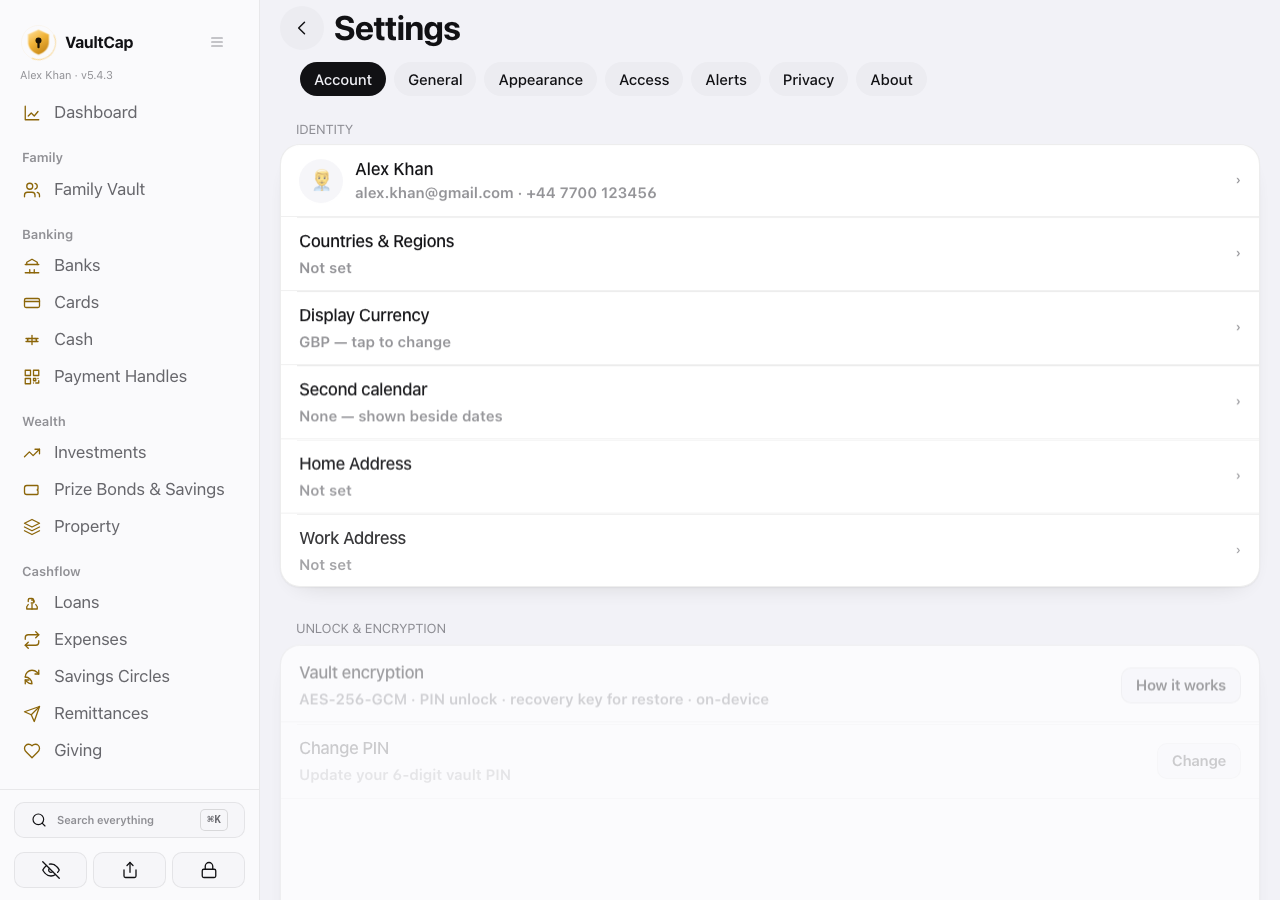 VaultCap
Alex Khan · v5.4.3
Dashboard
Family
Family Vault
Banking
Banks
Cards
Cash
Payment Handles
Wealth
Investments
Prize Bonds & Savings
Property
Cashflow
Loans
Expenses
Savings Circles
Remittances
Giving
Search everything
⌘K
Settings
Account
General
Appearance
Access
Alerts
Privacy
About
IDENTITY
Alex Khan
alex.khan@gmail.com · +44 7700 123456
›
Countries & Regions
Not set
›
Display Currency
GBP — tap to change
›
Second calendar
None — shown beside dates
›
Home Address
Not set
›
Work Address
Not set
›
UNLOCK & ENCRYPTION
Vault encryption
AES-256-GCM · PIN unlock · recovery key for restore · on-device
How it works
Change PIN
Update your 6-digit vault PIN
Change